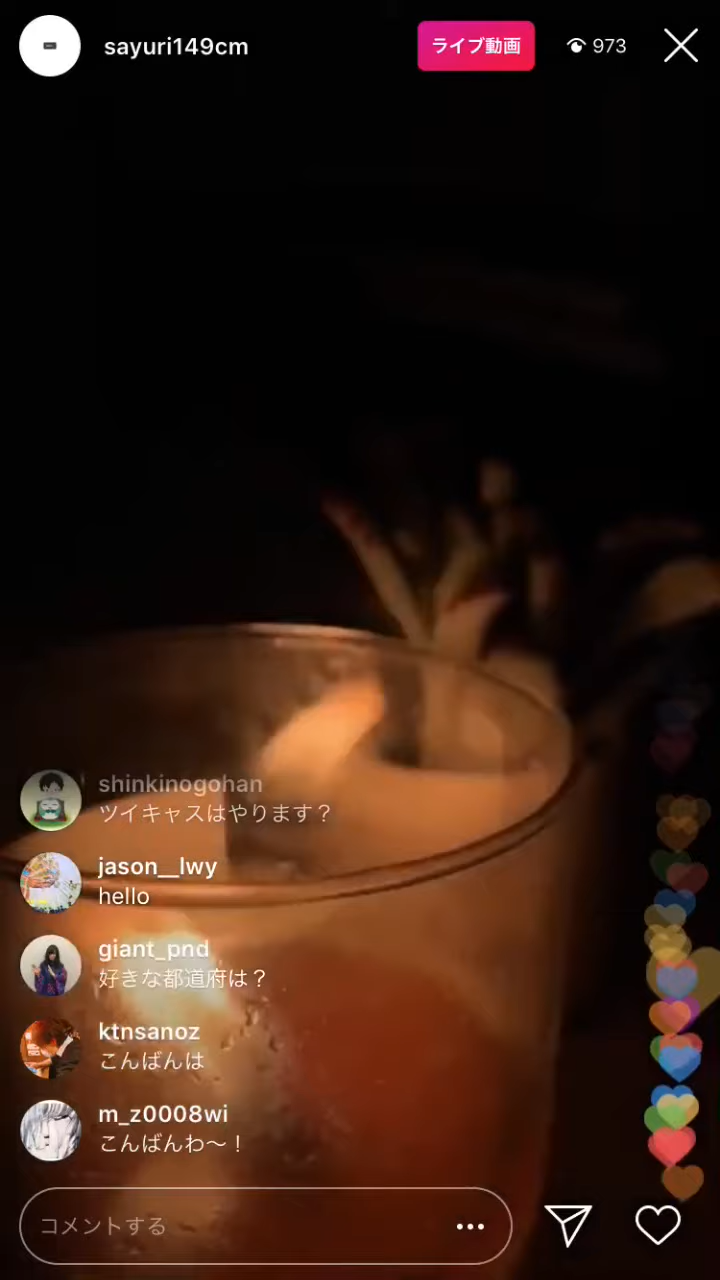 sayuri149cm
ライブ動画
973
shinkinogohan
ツイキャスはやります？
jason__lwy
hello
giant_pnd
好きな都道府は？
ktnsanoz
こんばんは
m_z0008wi
こんばんわ〜！
コメントする